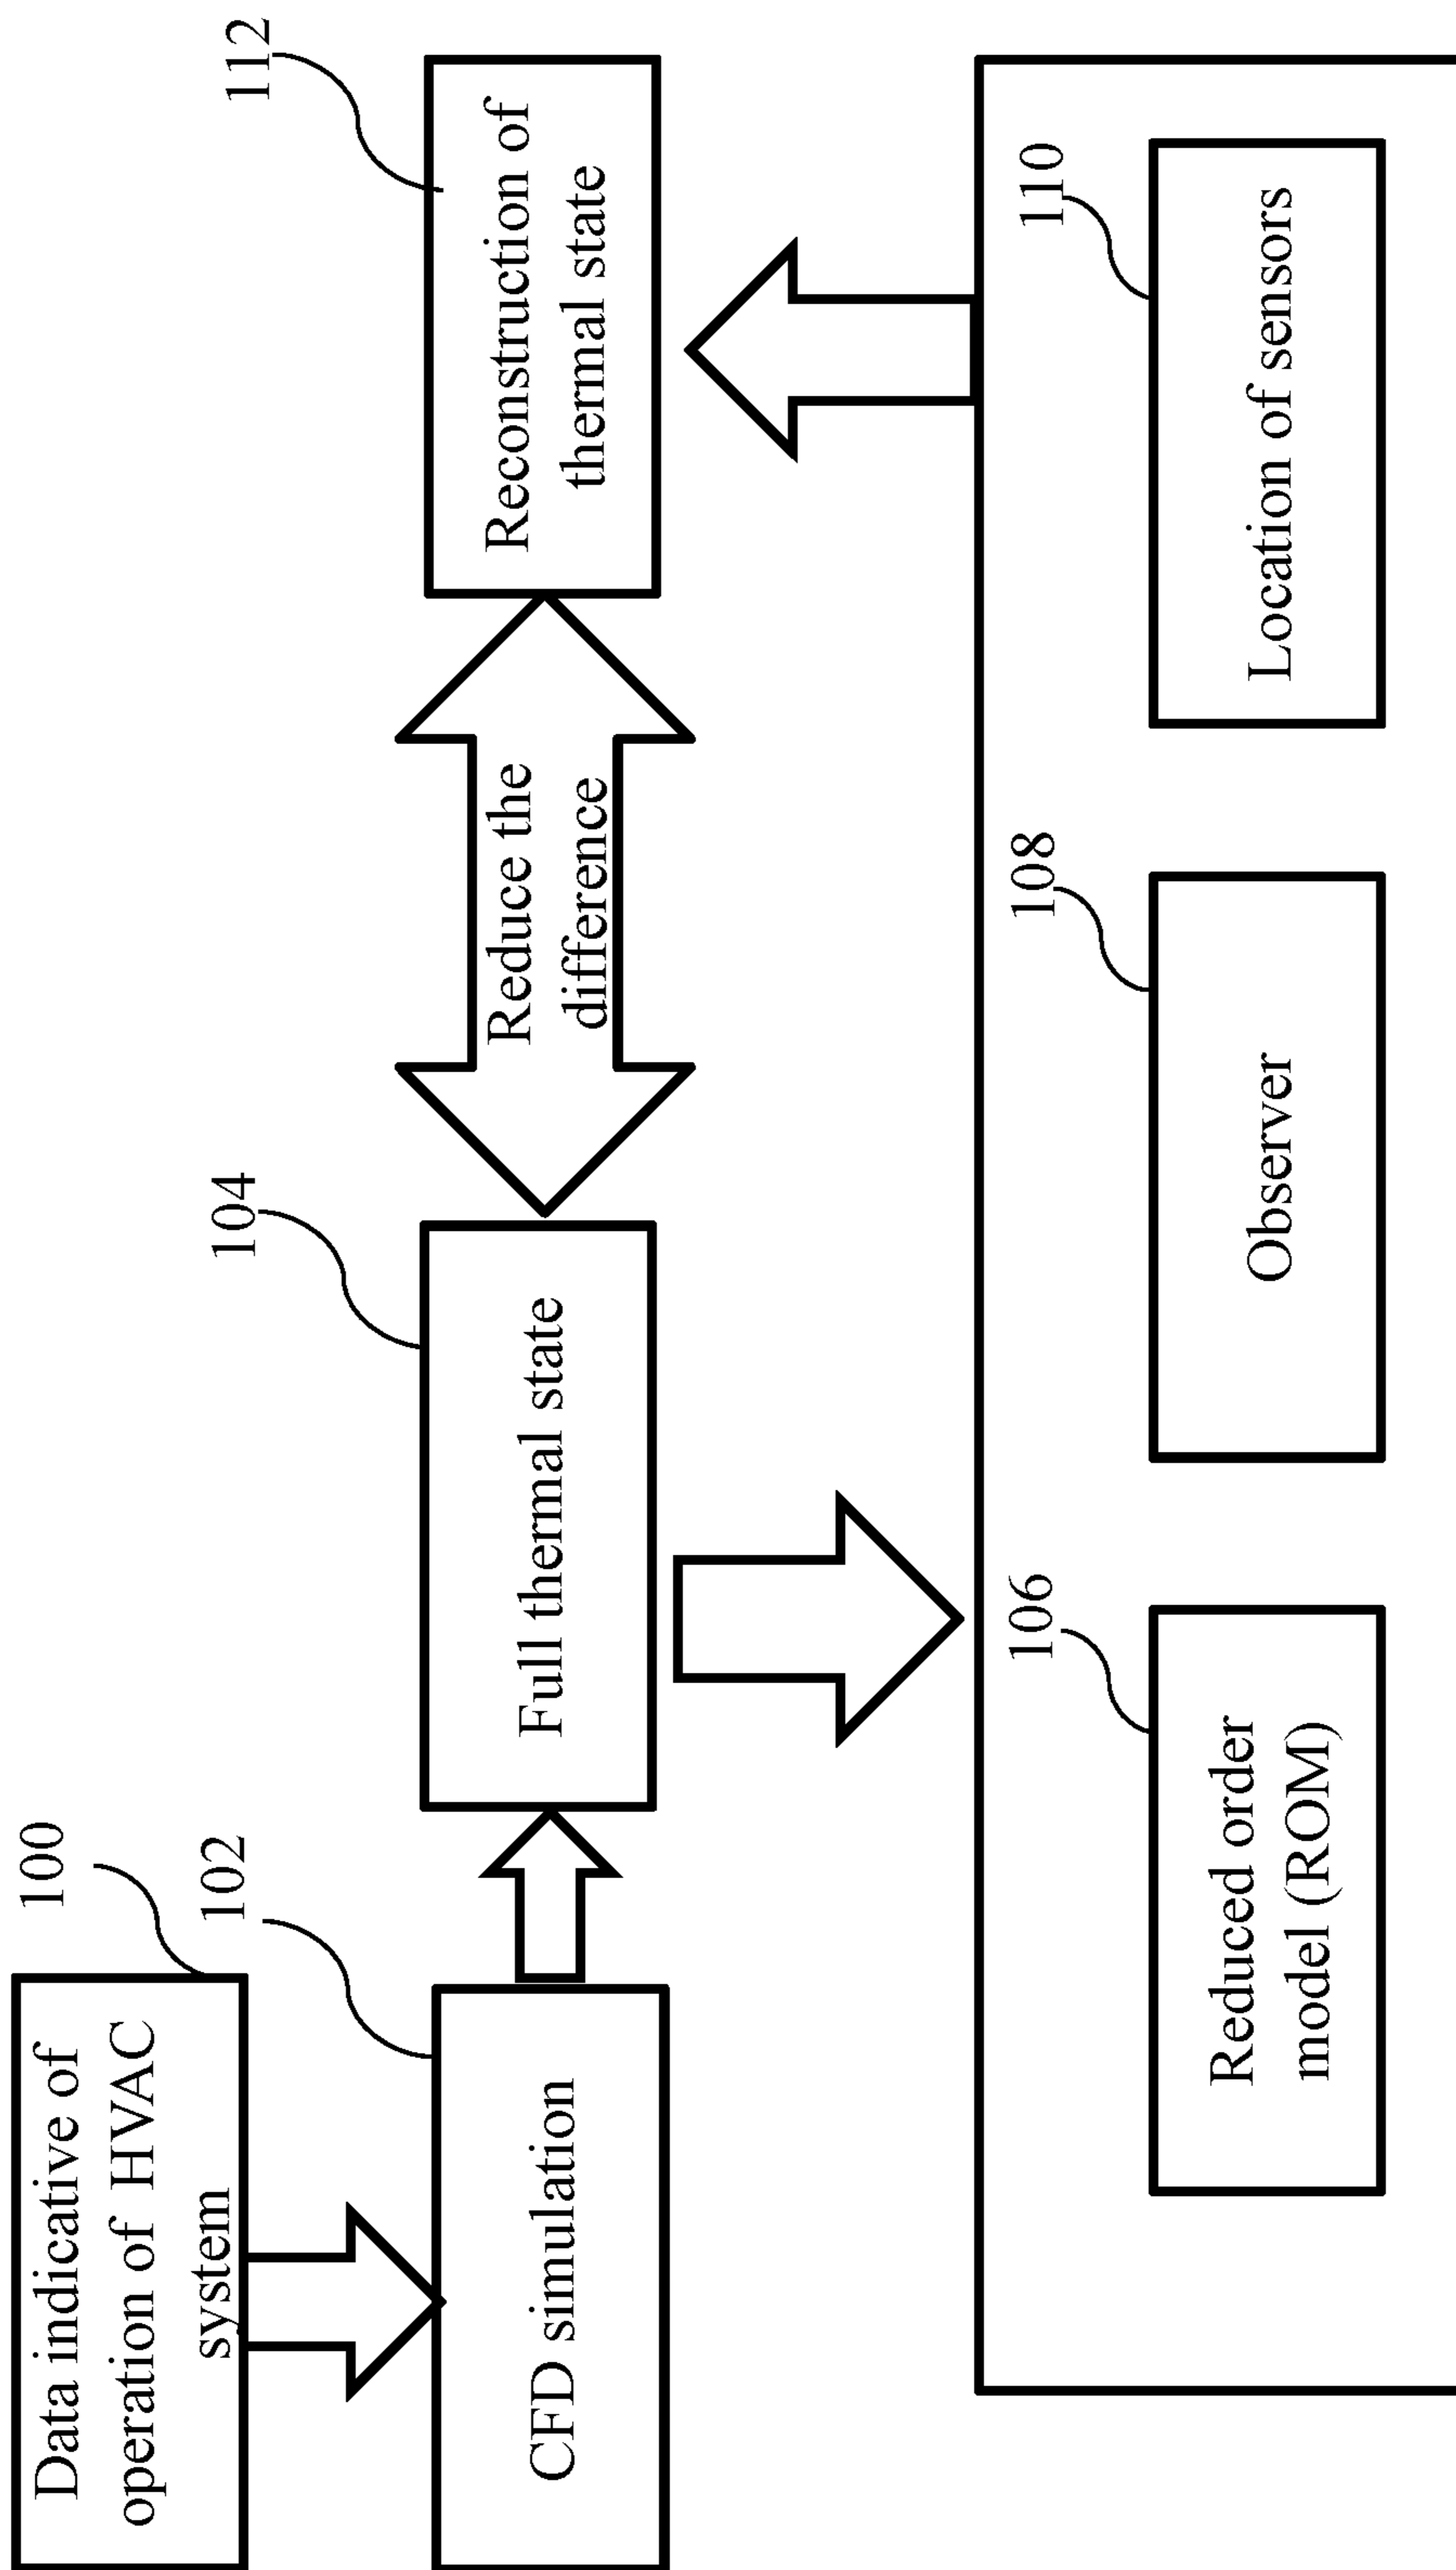 100
Data indicative of
operation of HVAC
system
102
CFD simulation
104
Full thermal state
Reduce the
difference
112
Reconstruction of
thermal state
106
Reduced order
model (ROM)
108
Observer
110
Location of sensors